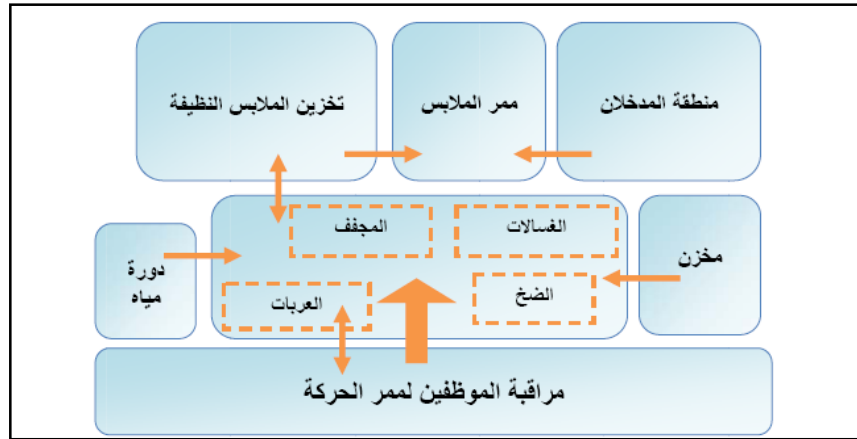 منطقة المدخلان
ممر الملابس
تخزين الملابس النظيفة
مخزن
الغسالات
المجفف
الضخ
العربات
دورة
مياه
مراقبة الموظفين لممر الحركة